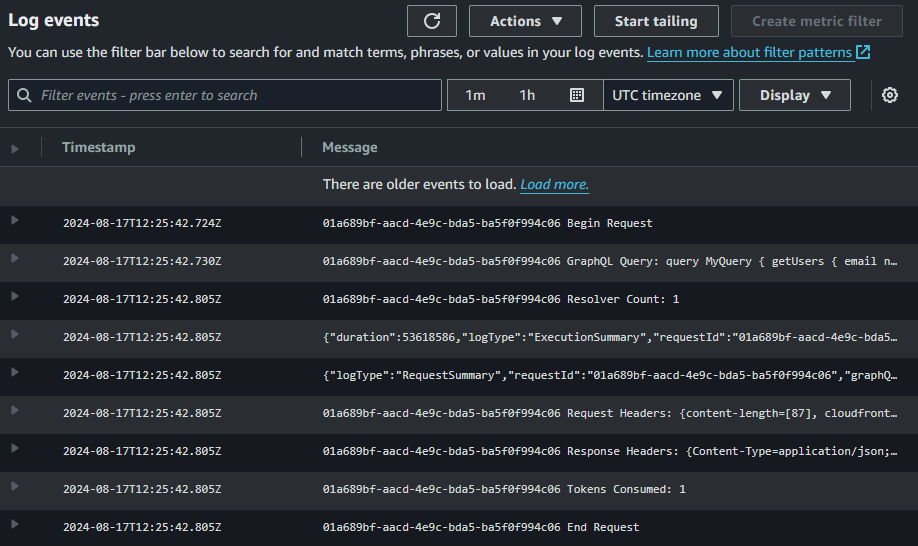 Log events
Actions
Start tailing
Create metric filter
You can use the filter bar below to search for and match terms, phrases, or values in your log events. Learn more about filter patterns
Filter events - press enter to search
1m 1h UTC timezone Display
Timestamp Message
There are older events to load. Load more.
2024-08-17T12:25:42.724Z 01a689bf-aacd-4e9c-bda5-ba5f0f994c06 Begin Request
2024-08-17T12:25:42.730Z 01a689bf-aacd-4e9c-bda5-ba5f0f994c06 GraphQL Query: query MyQuery { getUsers { email n…
2024-08-17T12:25:42.805Z 01a689bf-aacd-4e9c-bda5-ba5f0f994c06 Resolver Count: 1
2024-08-17T12:25:42.805Z {"duration":53618586,"logType":"ExecutionSummary","requestId":"01a689bf-aacd-4e9c-bda5…
2024-08-17T12:25:42.805Z {"logType":"RequestSummary","requestId":"01a689bf-aacd-4e9c-bda5-ba5f0f994c06","graphQ…
2024-08-17T12:25:42.805Z 01a689bf-aacd-4e9c-bda5-ba5f0f994c06 Request Headers: {content-length=[87], cloudfront…
2024-08-17T12:25:42.805Z 01a689bf-aacd-4e9c-bda5-ba5f0f994c06 Response Headers: {Content-Type=application/json;…
2024-08-17T12:25:42.805Z 01a689bf-aacd-4e9c-bda5-ba5f0f994c06 Tokens Consumed: 1
2024-08-17T12:25:42.805Z 01a689bf-aacd-4e9c-bda5-ba5f0f994c06 End Request